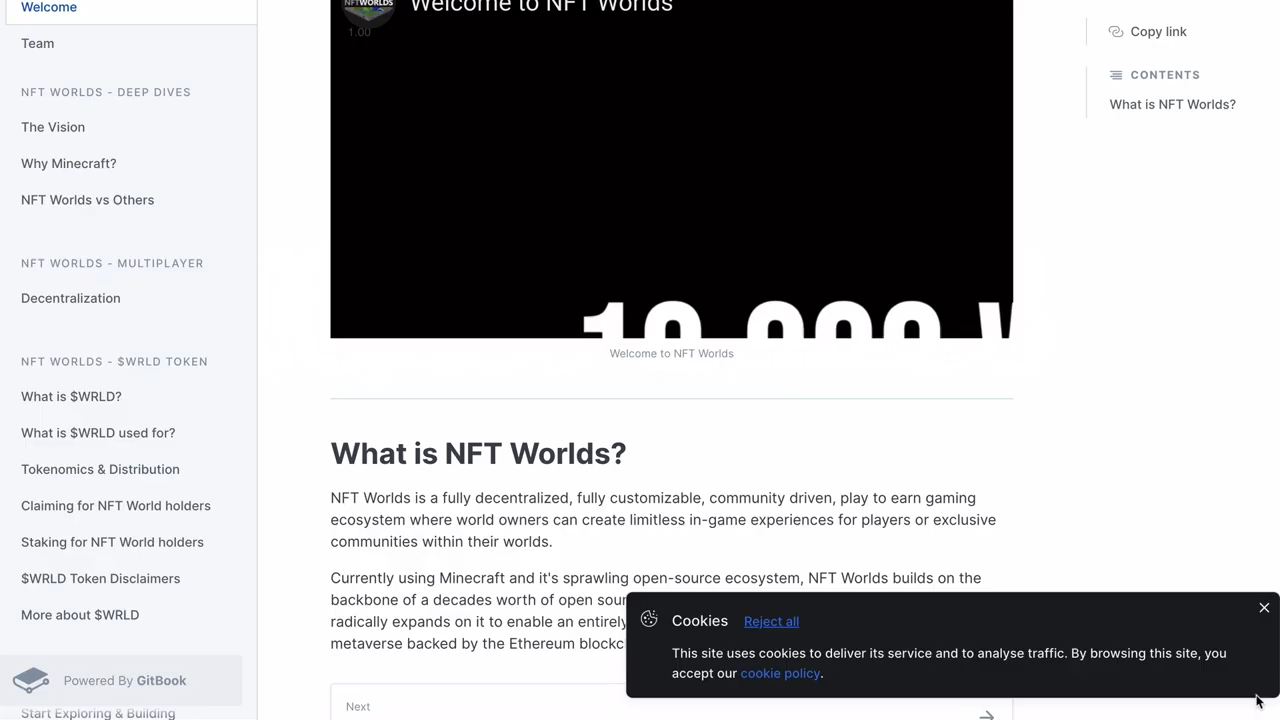 Welcome
Team
NFT WORLDS - DEEP DIVES
The Vision
Why Minecraft?
NFT Worlds vs Others
NFT WORLDS - MULTIPLAYER
Decentralization
NFT WORLDS - $WRLD TOKEN
What is $WRLD?
What is $WRLD used for?
Tokenomics & Distribution
Claiming for NFT World holders
Staking for NFT World holders
$WRLD Token Disclaimers
More about $WRLD
Powered By GitBook
Start Exploring & Building
NFTWORLDS
Welcome to NFT Worlds
1.00
10,000
Welcome to NFT Worlds
What is NFT Worlds?
NFT Worlds is a fully decentralized, fully customizable, community driven, play to earn gaming
ecosystem where world owners can create limitless in-game experiences for players or exclusive
communities within their worlds.
Currently using Minecraft and it's sprawling open-source ecosystem, NFT Worlds builds on the
backbone of a decades worth of open sour
radically expands on it to enable an entirely
metaverse backed by the Ethereum blockc
Next
Copy link
CONTENTS
What is NFT Worlds?
Cookies Reject all
This site uses cookies to deliver its service and to analyse traffic. By browsing this site, you
accept our cookie policy.